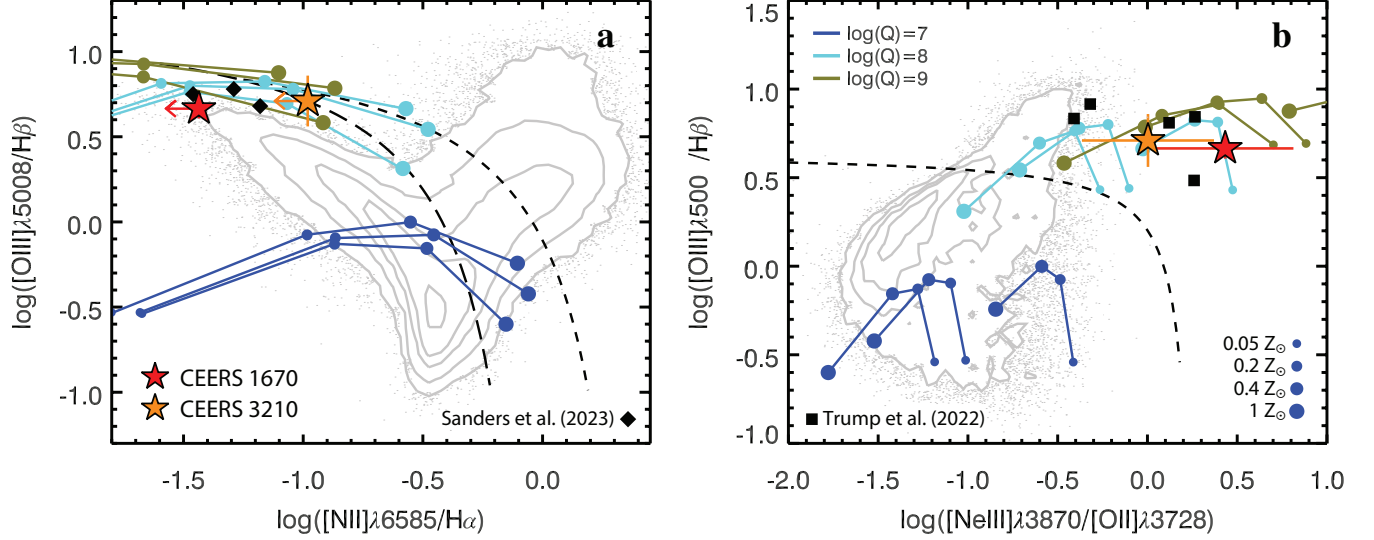 a
1.0
0.5
0.0
-0.5
-1.0
log([OIII]λ5008/Hβ)
CEERS 1670
CEERS 3210
Sanders et al. (2023)
-1.5 -1.0 -0.5 0.0
log([NII]λ6585/Hα)
b
log(Q)=7
log(Q)=8
log(Q)=9
1.5
1.0
0.5
0.0
-0.5
-1.0
log([OIII]λ500 /Hβ)
0.05 Z⊙
0.2 Z⊙
0.4 Z⊙
1 Z⊙
Trump et al. (2022)
-2.0 -1.5 -1.0 -0.5 0.0 0.5 1.0
log([NeIII]λ3870/[OII]λ3728)